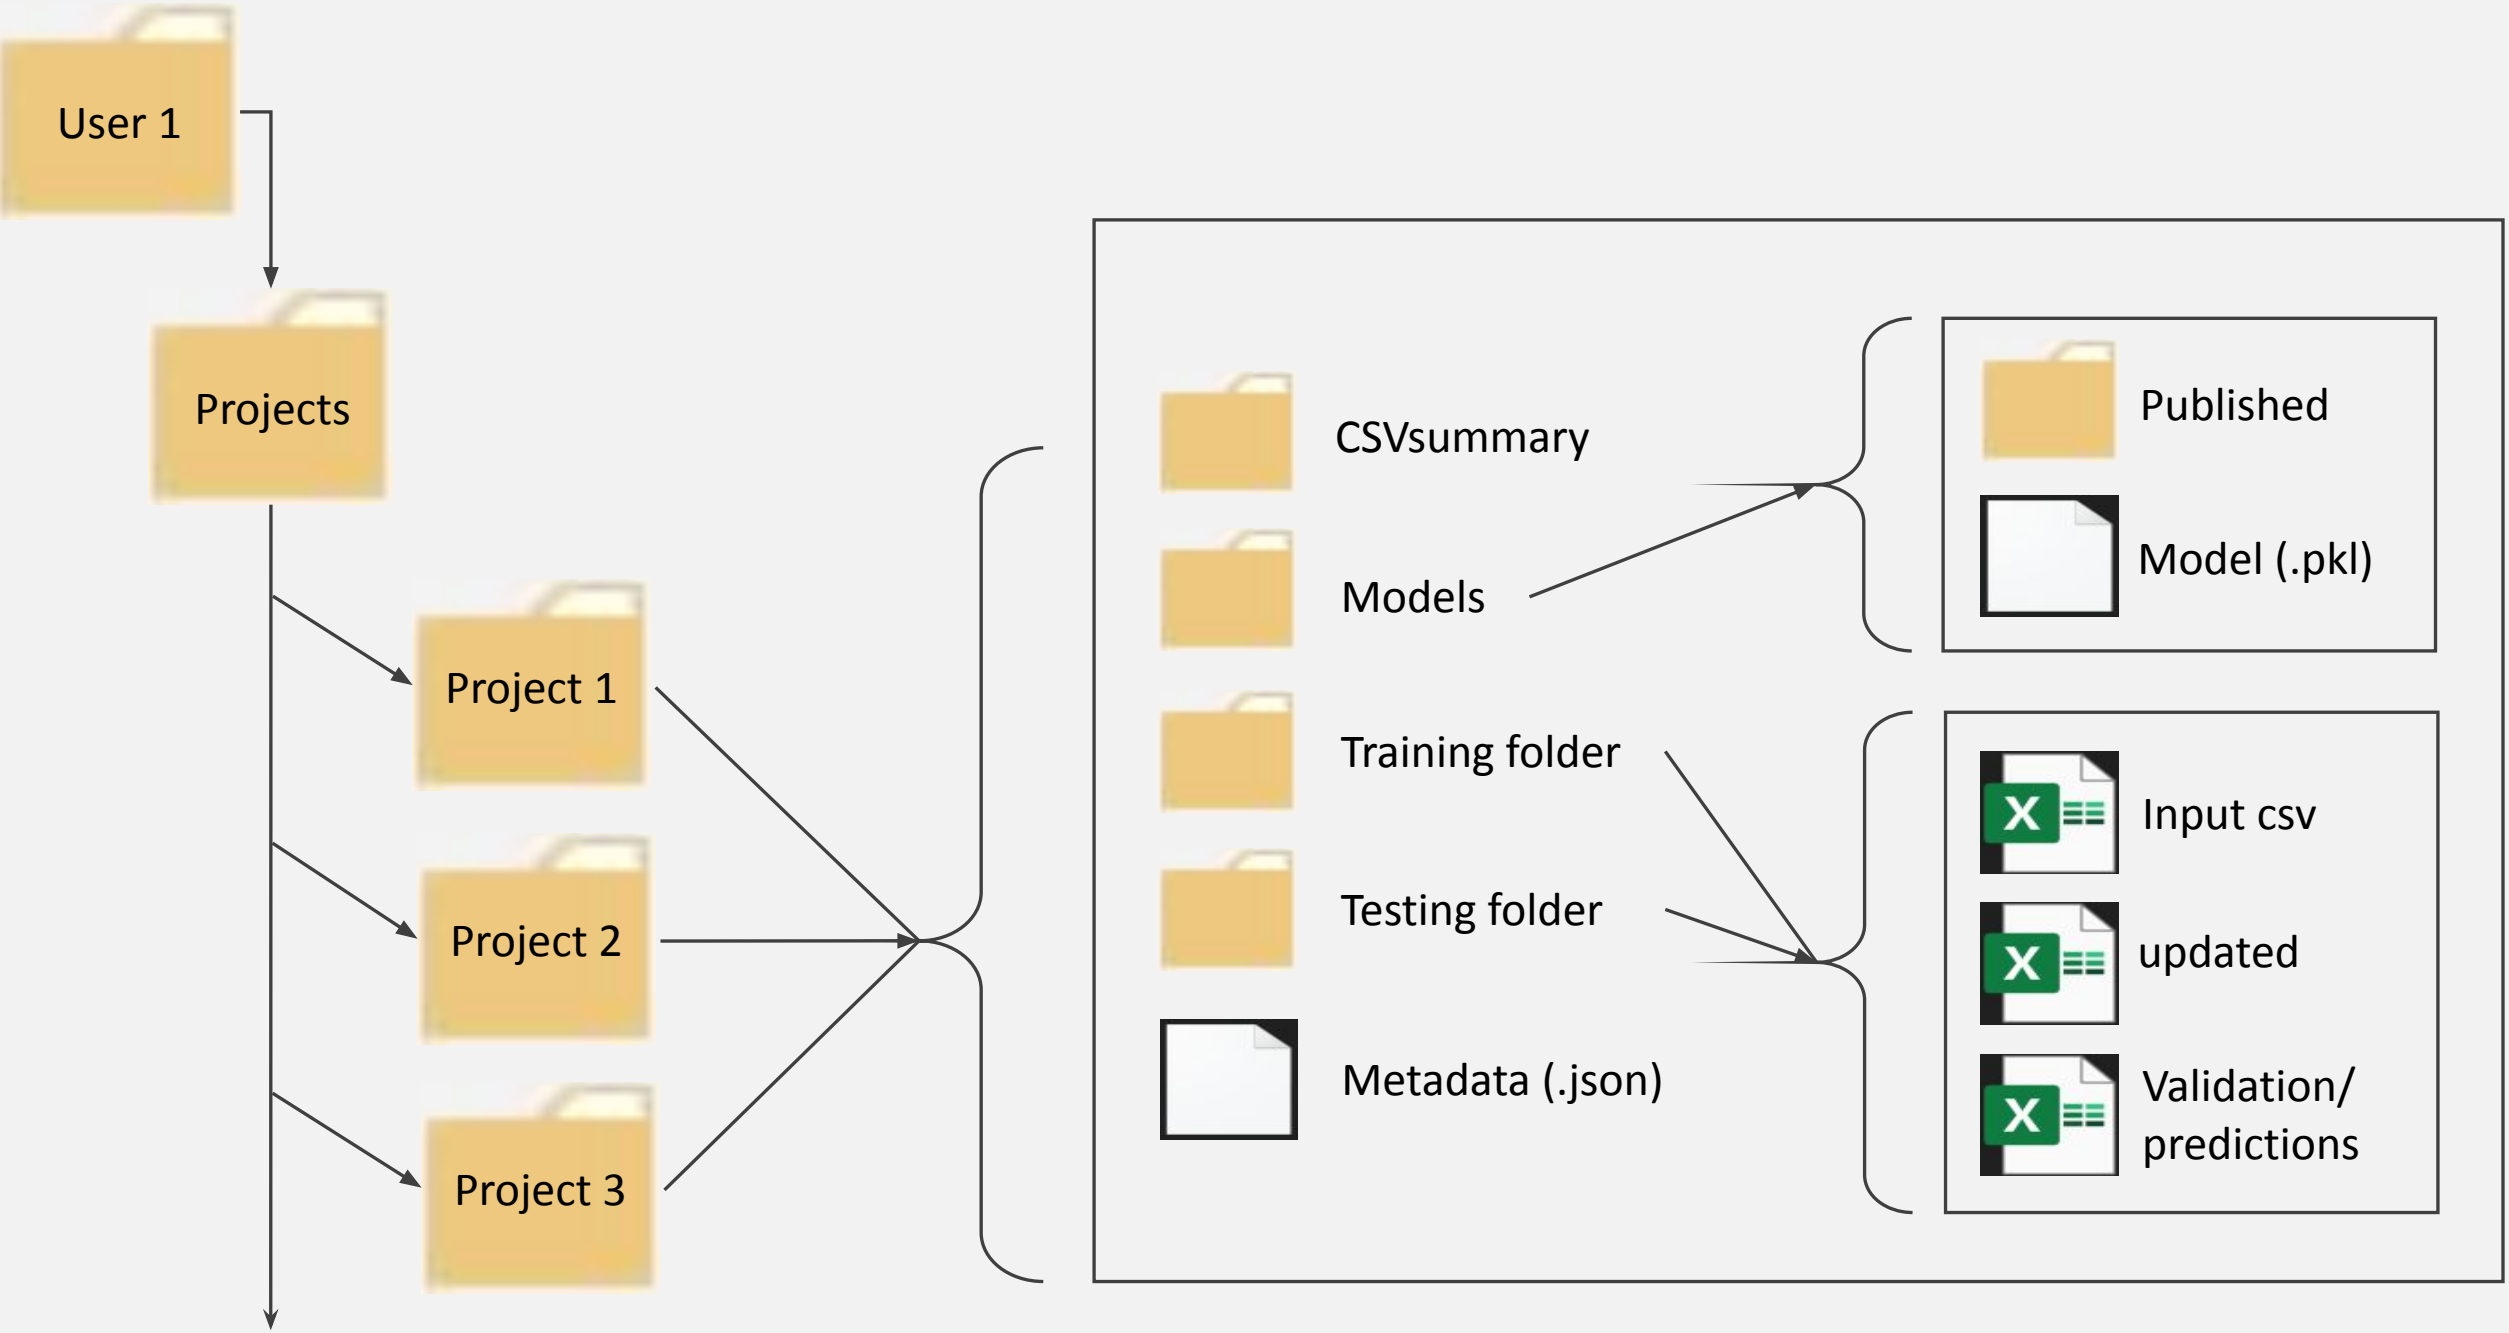 User 1
Projects
Project 1
Project 2
Project 3
CSVsummary
Models
Training folder
Testing folder
Metadata (.json)
Published
Model (.pkl)
X
Input csv
X
updated
X
Validation/
predictions